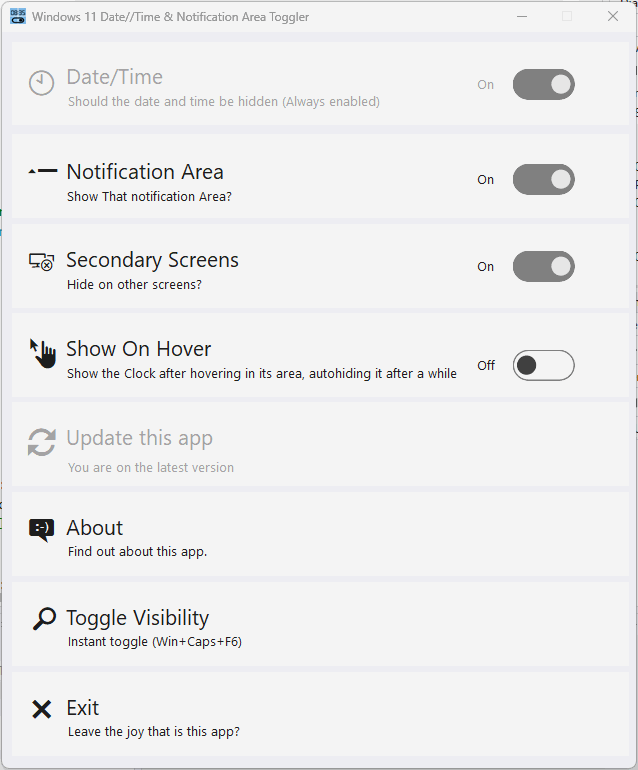 Windows 11 Date//Time & Notification Area Toggler
Date/Time
Should the date and time be hidden (Always enabled)
On
Notification Area
Show That notification Area?
On
Secondary Screens
Hide on other screens?
On
Show On Hover
Show the Clock after hovering in its area, autohiding it after a while
Off
Update this app
You are on the latest version
:-)
About
Find out about this app.
Toggle Visibility
Instant toggle (Win+Caps+F6)
Exit
Leave the joy that is this app?